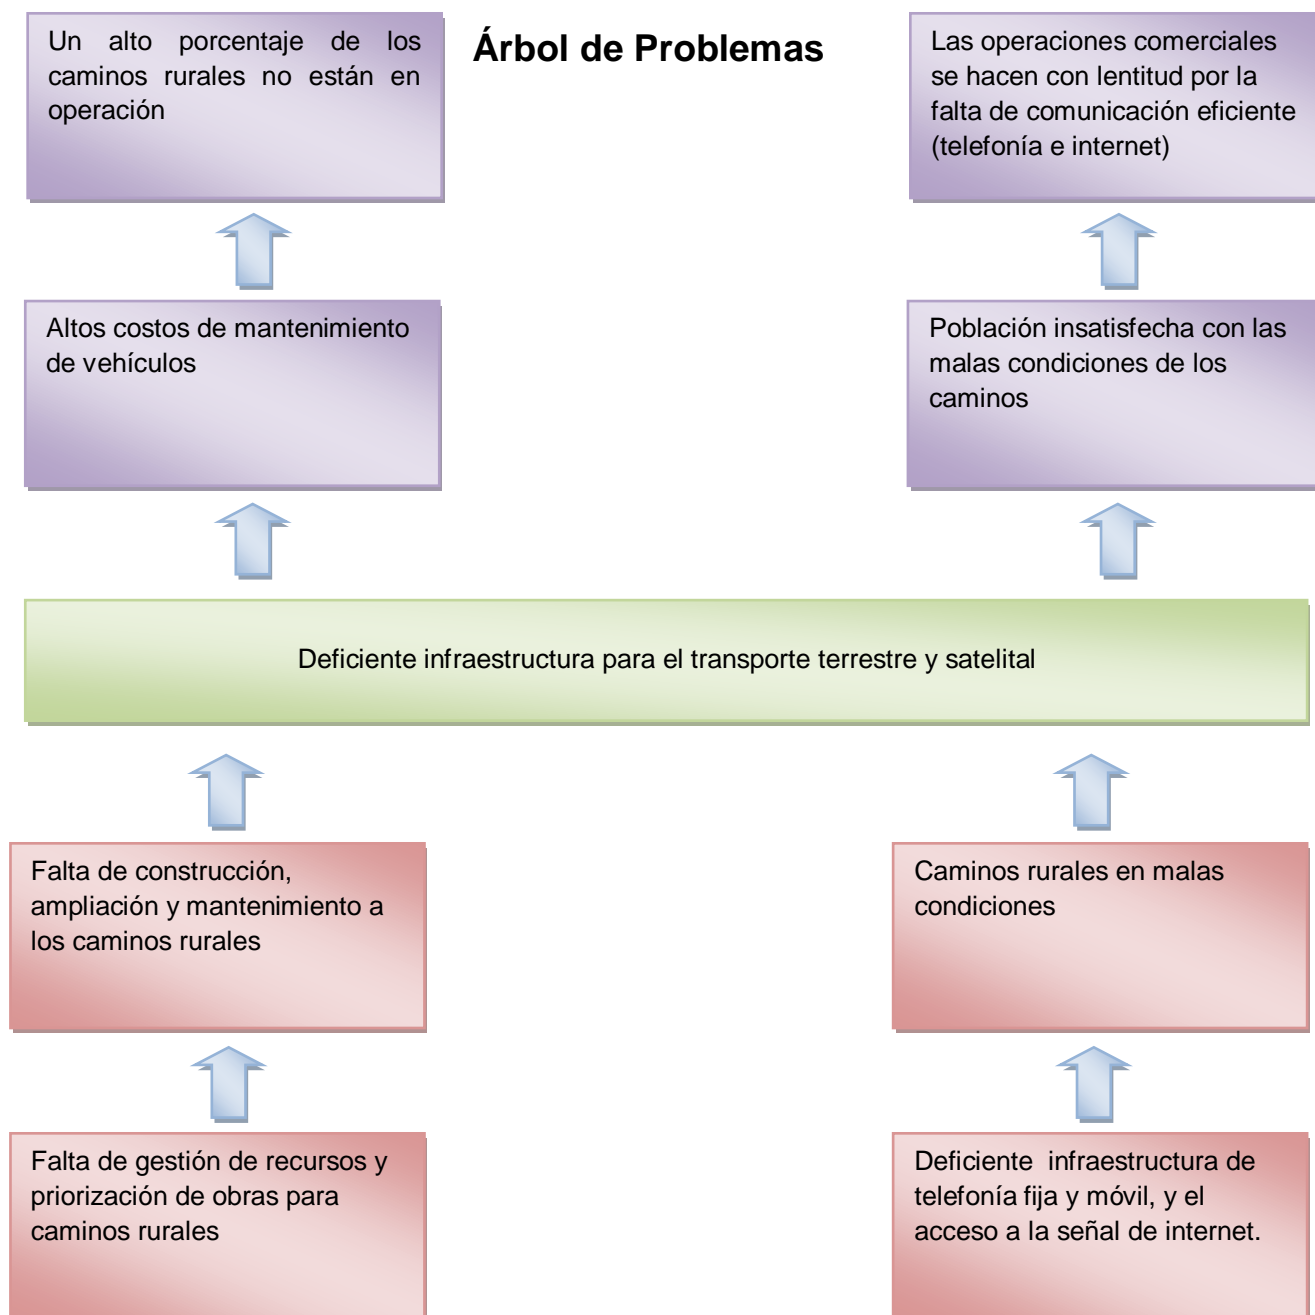 Árbol de Problemas
Un alto porcentaje de los
caminos rurales no están en
operación
Las operaciones comerciales
se hacen con lentitud por la
falta de comunicación eficiente
(telefonía e internet)
Altos costos de mantenimiento
de vehículos
Población insatisfecha con las
malas condiciones de los
caminos
Deficiente infraestructura para el transporte terrestre y satelital
Falta de construcción,
ampliación y mantenimiento a
los caminos rurales
Caminos rurales en malas
condiciones
Falta de gestión de recursos y
priorización de obras para
caminos rurales
Deficiente  infraestructura de
telefonía fija y móvil, y el
acceso a la señal de internet.